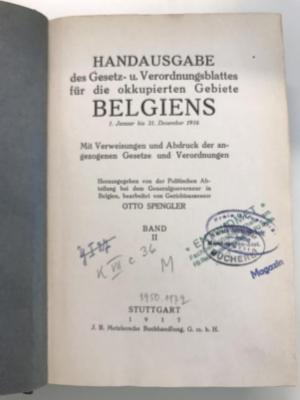 HANDAUSGABE
des Gesetz- u. Verordnungsblattes
für die okkupierten Gebiete
BELGIENS
1. Januar bis 31. Dezember 1916
Mit Verweisungen und Abdruck der an-
gezogenen Gesetze und Verordnungen
Herausgegeben von der Politischen Ab-
teilung bei dem Generalgouverneur in
Belgien, bearbeitet von Gerichtsassessor
OTTO SPENGLER
BAND
II
K VII c 36
M
Magazin
1950.1972
STUTTGART
1917
J. B. Metzlersche Buchhandlung, G. m. b. H.